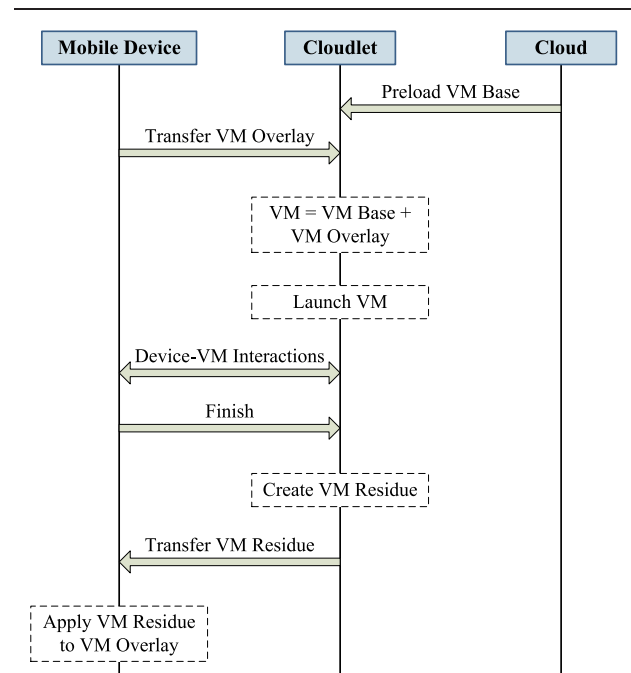 Mobile Device
Cloudlet
Cloud
Preload VM Base
Transfer VM Overlay
VM = VM Base +
VM Overlay
Launch VM
Device-VM Interactions
Finish
Create VM Residue
Transfer VM Residue
Apply VM Residue
to VM Overlay